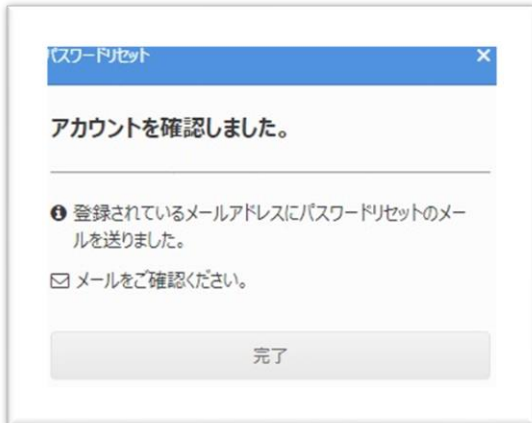 パスワードリセット ×
アカウントを確認しました。
登録されているメールアドレスにパスワードリセットのメー
ルを送りました。
メールをご確認ください。
完了